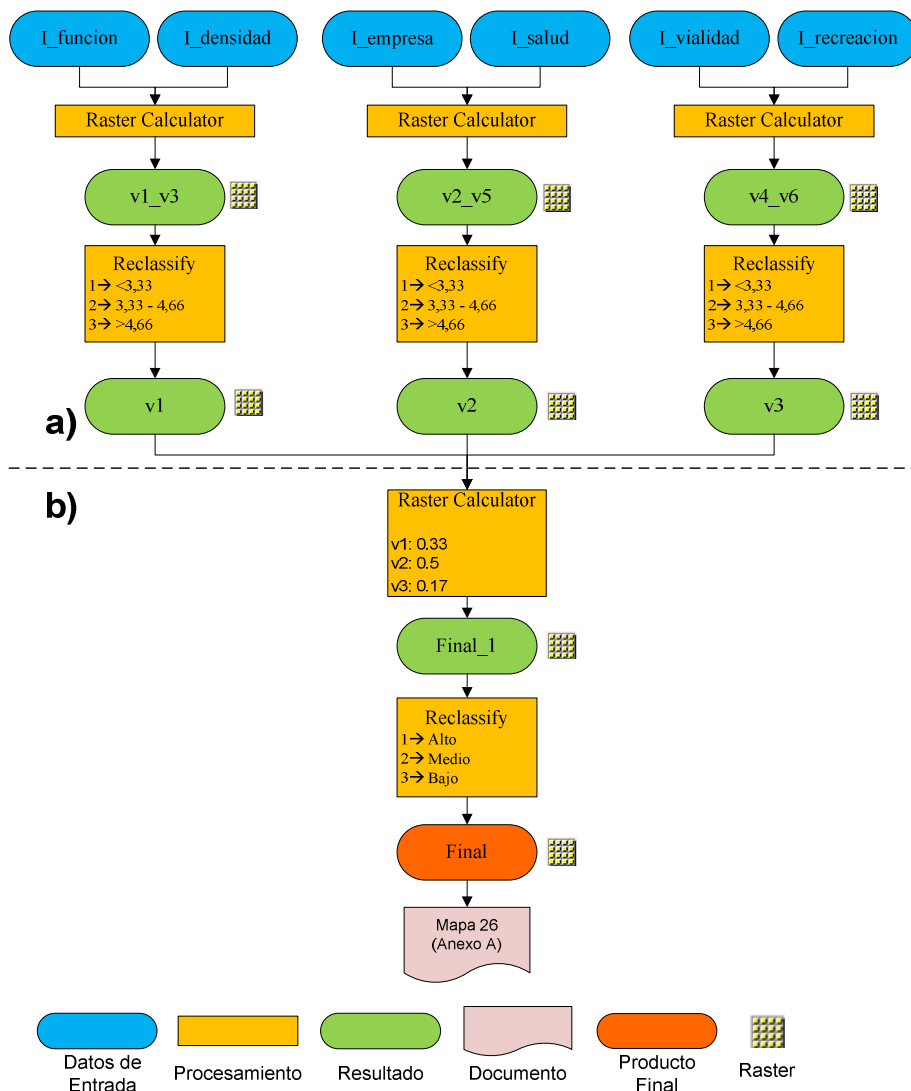 I_funcion
I_densidad
I_empresa
I_salud
I_vialidad
I_recreacion
Raster Calculator
Raster Calculator
Raster Calculator
v1_v3
v2_v5
v4_v6
Reclassify
1→ <3,33
2→ 3,33 - 4,66
3→ >4,66
Reclassify
1→ <3,33
2→ 3,33 - 4,66
3→ >4,66
Reclassify
1→ <3,33
2→ 3,33 - 4,66
3→ >4,66
a)
v1
v2
v3
b)
Raster Calculator
v1: 0.33
v2: 0.5
v3: 0.17
Final_1
Reclassify
1→ Alto
2→ Medio
3→ Bajo
Final
Mapa 26
(Anexo A)
Datos de
Entrada
Procesamiento
Resultado
Documento
Producto
Final
Raster